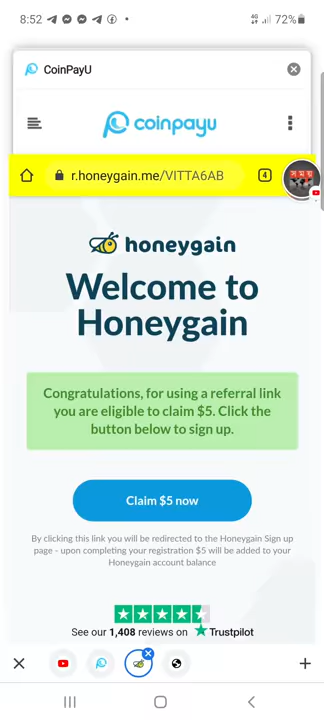 8:52
4G
72%
CoinPayU
coinpayu
r.honeygain.me/VITTA6AB
4
honeygain
Welcome to
Honeygain
Congratulations, for using a referral link
you are eligible to claim $5. Click the
button below to sign up.
Claim $5 now
By clicking this link you will be redirected to the Honeygain Sign up
page - upon completing your registration $5 will be added to your
Honeygain account balance
See our 1,408 reviews on Trustpilot